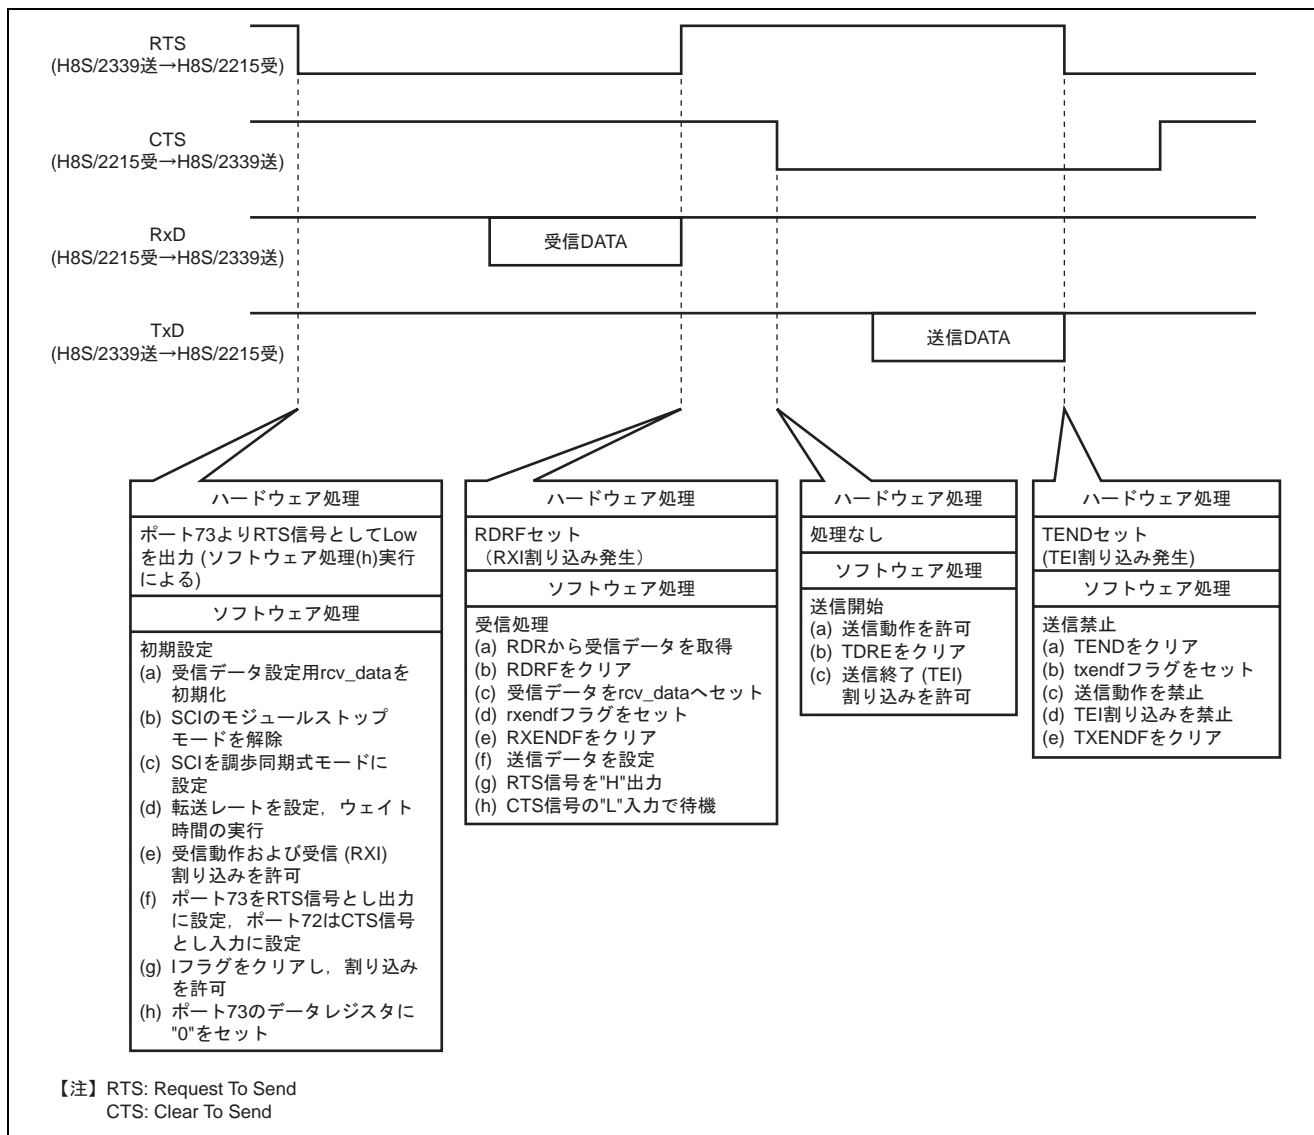 RTS
(H8S/2339送→H8S/2215受)
CTS
(H8S/2215受→H8S/2339送)
RxD
(H8S/2215受→H8S/2339送)
受信DATA
TxD
(H8S/2339送→H8S/2215受)
送信DATA
ハードウェア処理
ポート73よりRTS信号としてLow
を出力 (ソフトウェア処理(h)実行
による)
ソフトウェア処理
初期設定
(a) 受信データ設定用rcv_dataを
初期化
(b) SCIのモジュールストップ
モードを解除
(c) SCIを調歩同期式モードに
設定
(d) 転送レートを設定，ウェイト
時間の実行
(e) 受信動作および受信 (RXI)
割り込みを許可
(f) ポート73をRTS信号とし出力
に設定，ポート72はCTS信号
とし入力に設定
(g) Iフラグをクリアし，割り込み
を許可
(h) ポート73のデータレジスタに
"0"をセット
ハードウェア処理
RDRFセット
（RXI割り込み発生）
ソフトウェア処理
受信処理
(a) RDRから受信データを取得
(b) RDRFをクリア
(c) 受信データをrcv_dataへセット
(d) rxendfフラグをセット
(e) RXENDFをクリア
(f) 送信データを設定
(g) RTS信号を"H"出力
(h) CTS信号の"L"入力で待機
ハードウェア処理
処理なし
ソフトウェア処理
送信開始
(a) 送信動作を許可
(b) TDREをクリア
(c) 送信終了 (TEI)
割り込みを許可
ハードウェア処理
TENDセット
(TEI割り込み発生)
ソフトウェア処理
送信禁止
(a) TENDをクリア
(b) txendfフラグをセット
(c) 送信動作を禁止
(d) TEI割り込みを禁止
(e) TXENDFをクリア
【注】RTS: Request To Send
CTS: Clear To Send